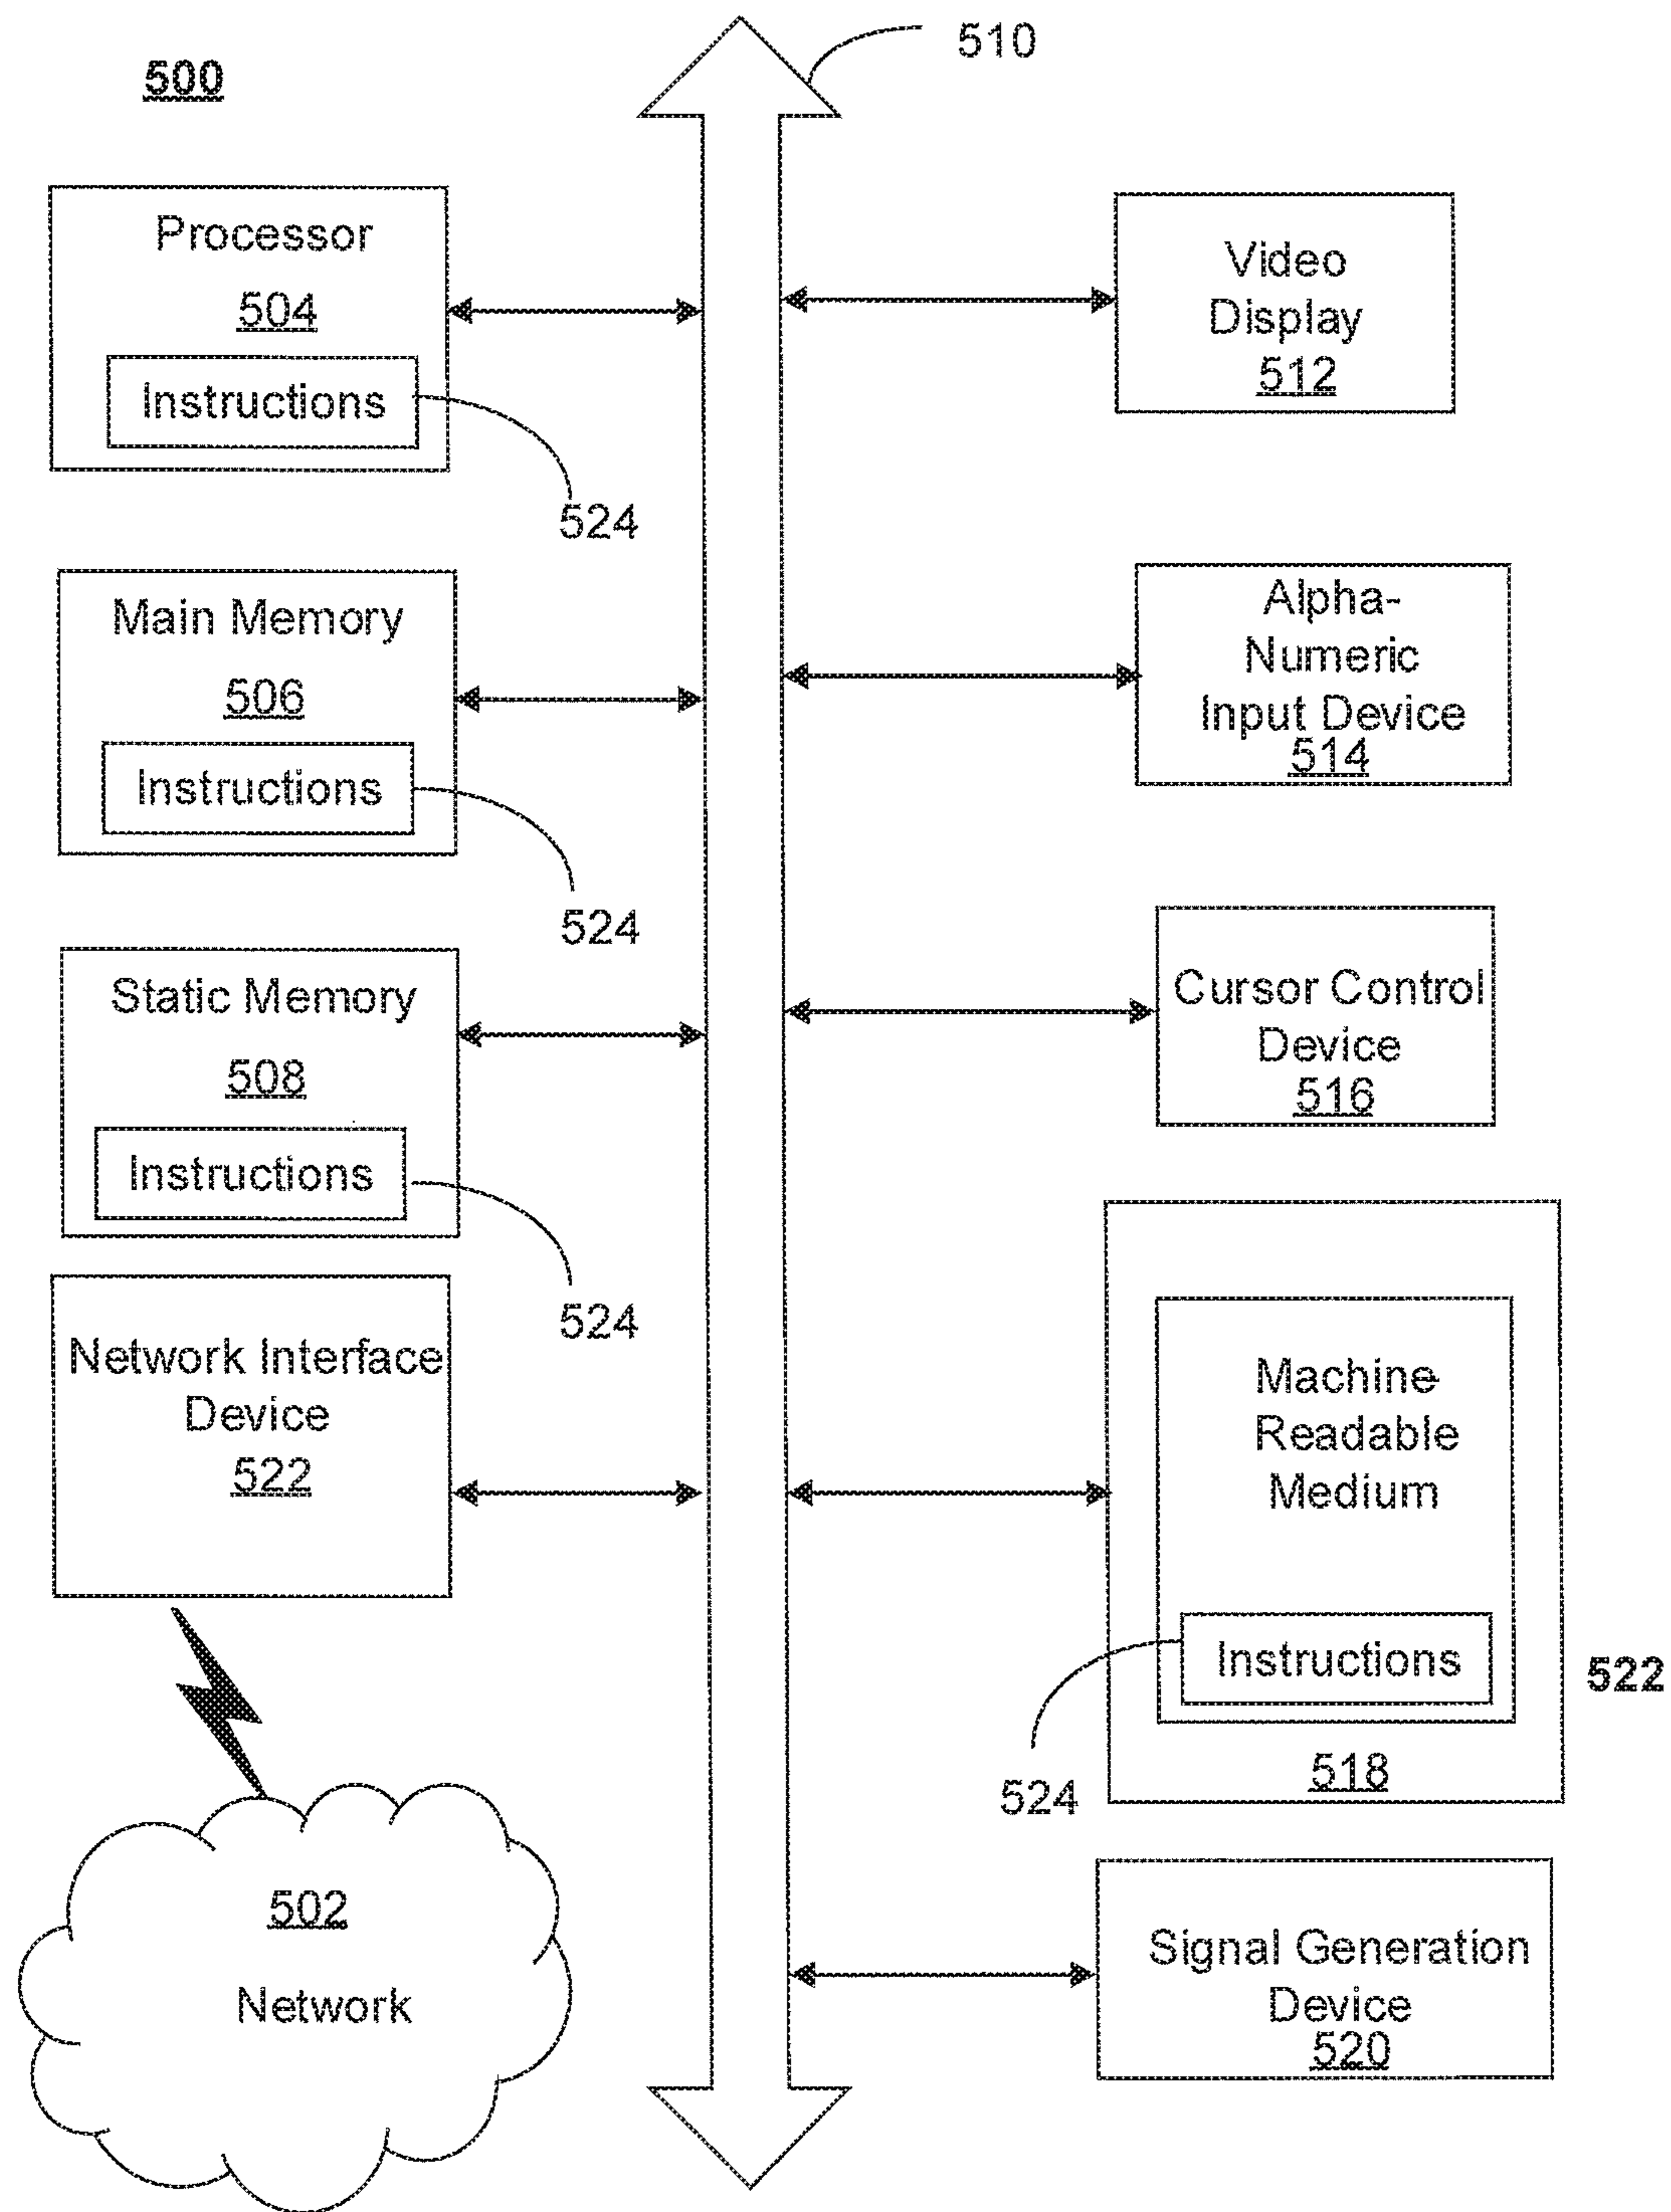 500
510
Processor
504
Instructions
524
Main Memory
506
Instructions
524
Static Memory
508
Instructions
524
Network Interface
Device
522
502
Network
Video
Display
512
Alpha-
Numeric
Input Device
514
Cursor Control
Device
516
Machine-
Readable
Medium
Instructions
522
524
518
Signal Generation
Device
520